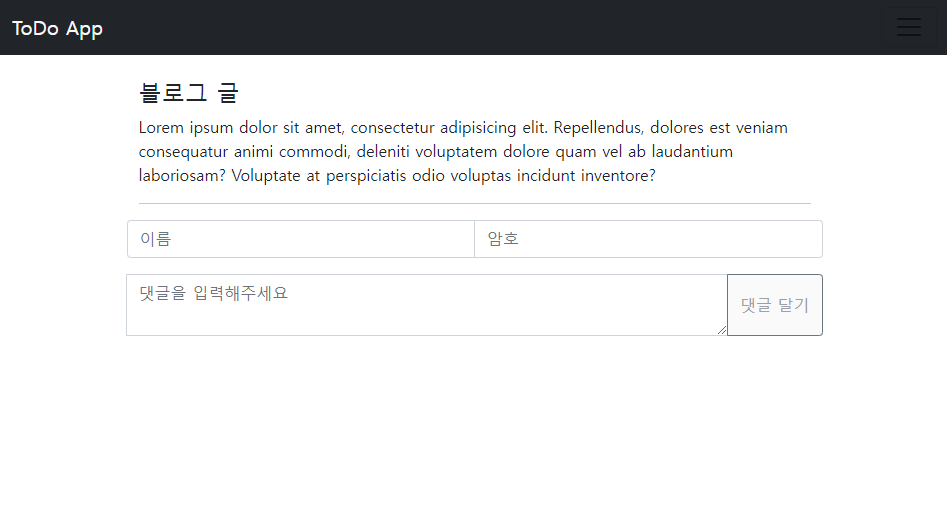 ToDo App
블로그 글
Lorem ipsum dolor sit amet, consectetur adipisicing elit. Repellendus, dolores est veniam
consequatur animi commodi, deleniti voluptatem dolore quam vel ab laudantium
laboriosam? Voluptate at perspiciatis odio voluptas incidunt inventore?
이름 암호
댓글을 입력해주세요 댓글 달기